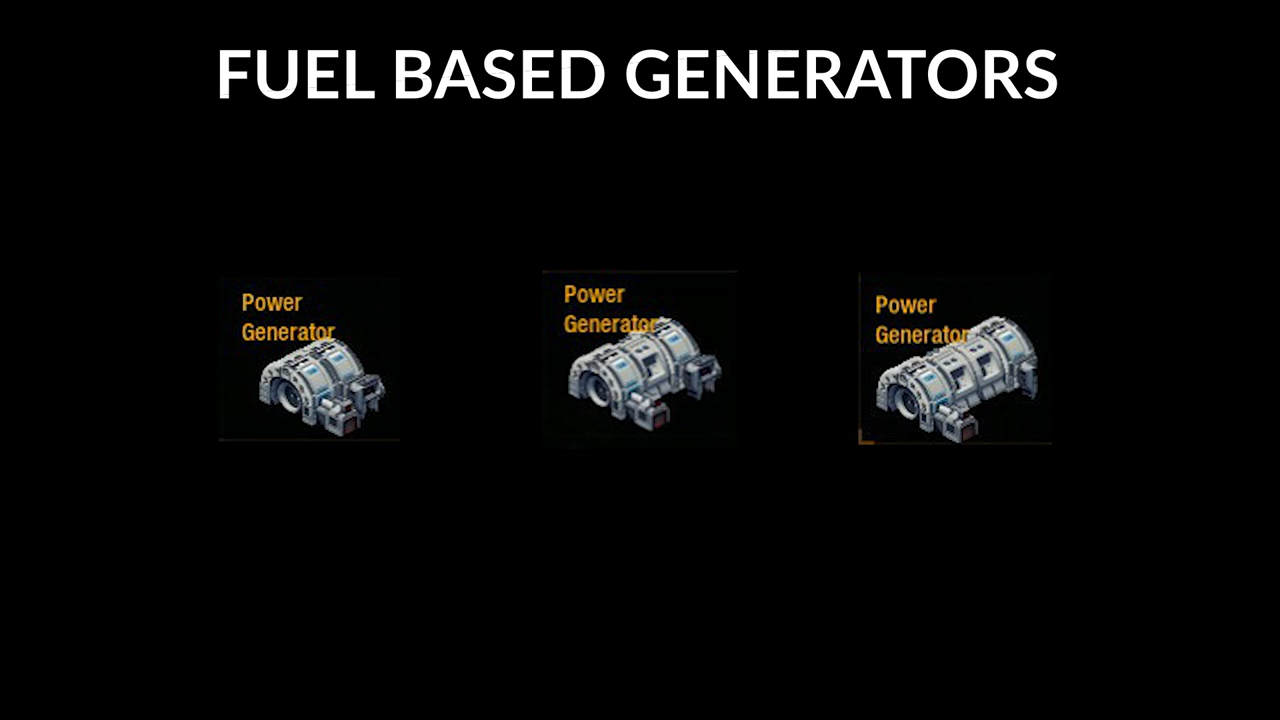 FUEL BASED GENERATORS
Power
Generator
Power
Generator
Power
Generator